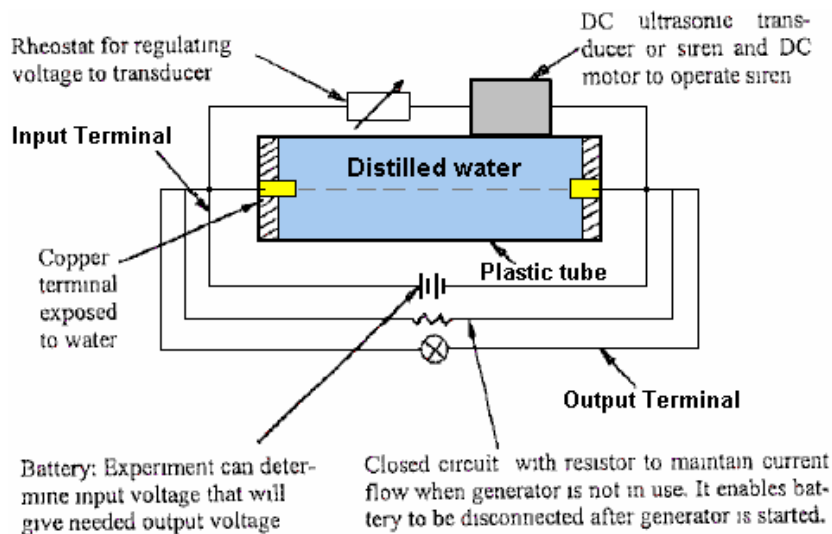 Rheostat for regulating
voltage to transducer
DC ultrasonic trans-
ducer or siren and DC
motor to operate siren
Input Terminal
Distilled water
Copper
terminal
exposed
to water
Plastic tube
Output Terminal
Battery: Experiment can deter-
mine input voltage that will
give needed output voltage
Closed circuit with resistor to maintain current
flow when generator is not in use. It enables bat-
tery to be disconnected after generator is started.